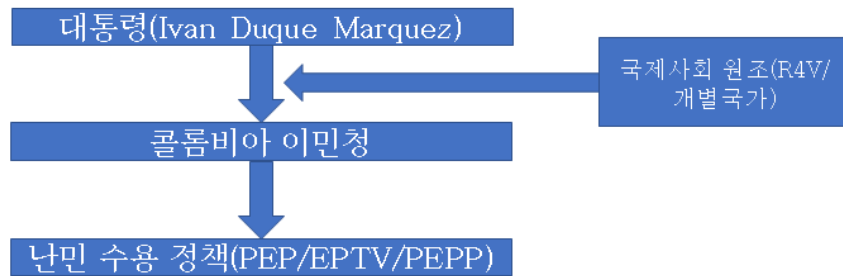 대통령(Ivan Duque Marquez)
국제사회 원조(R4V/
개별국가)
콜롬비아 이민청
난민 수용 정책(PEP/EPTV/PEPP)